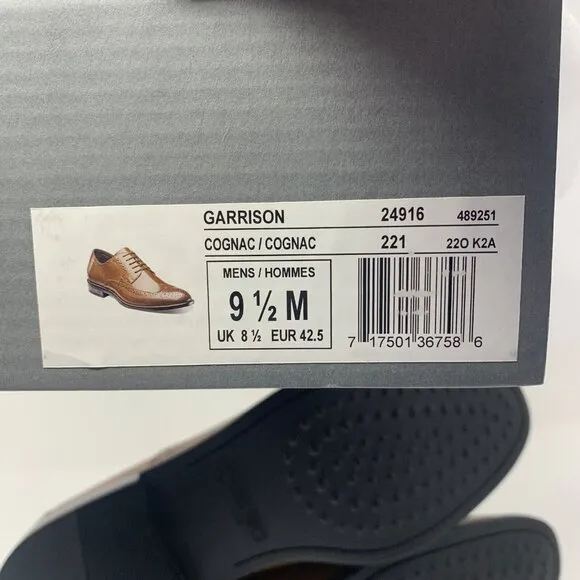 GARRISON 24916 489251
COGNAC / COGNAC 221 22O K2A
MENS / HOMMES
9 ½ M
UK 8 ½ EUR 42.5
7 17501 36758 6